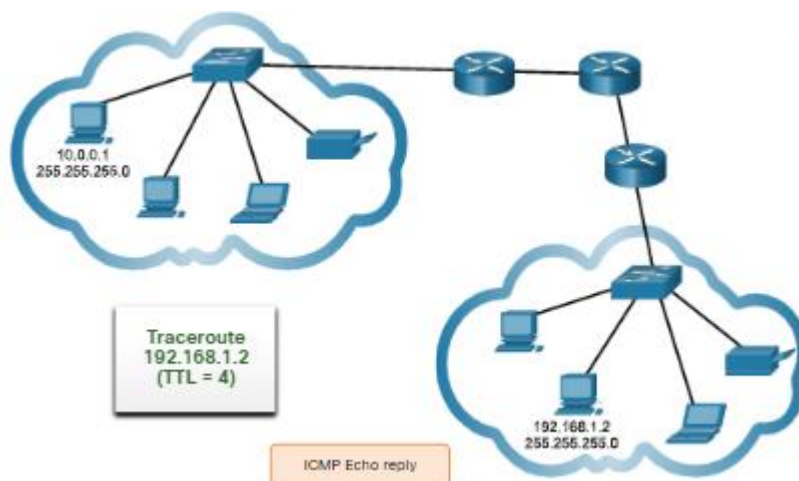 10.0.0.1
255.255.255.0
Traceroute
192.168.1.2
(TTL = 4)
192.168.1.2
255.255.255.0
ICMP Echo reply